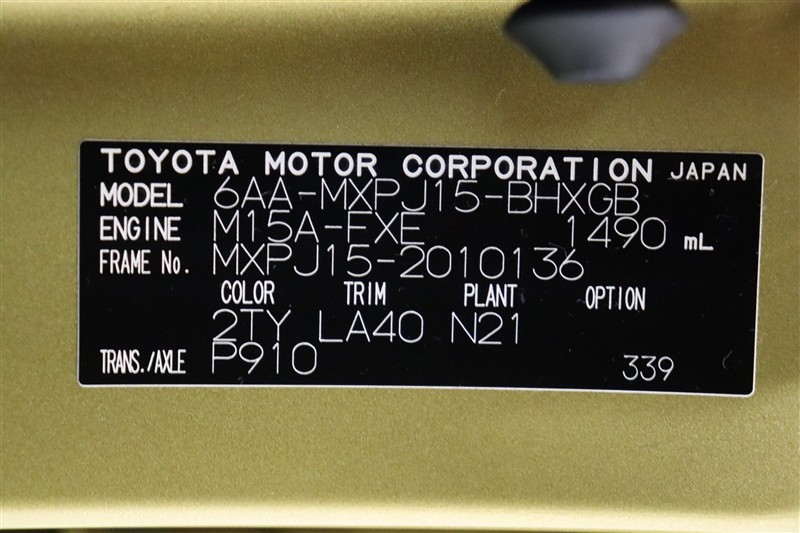 TOYOTA MOTOR CORPORATION JAPAN
MODEL 6AA-MXPJ15-BHXGB
ENGINE M15A-FXE 1490 mL
FRAME No. MXPJ15-2010136
COLOR TRIM PLANT OPTION
2TY LA40 N21
TRANS./AXLE P910 339